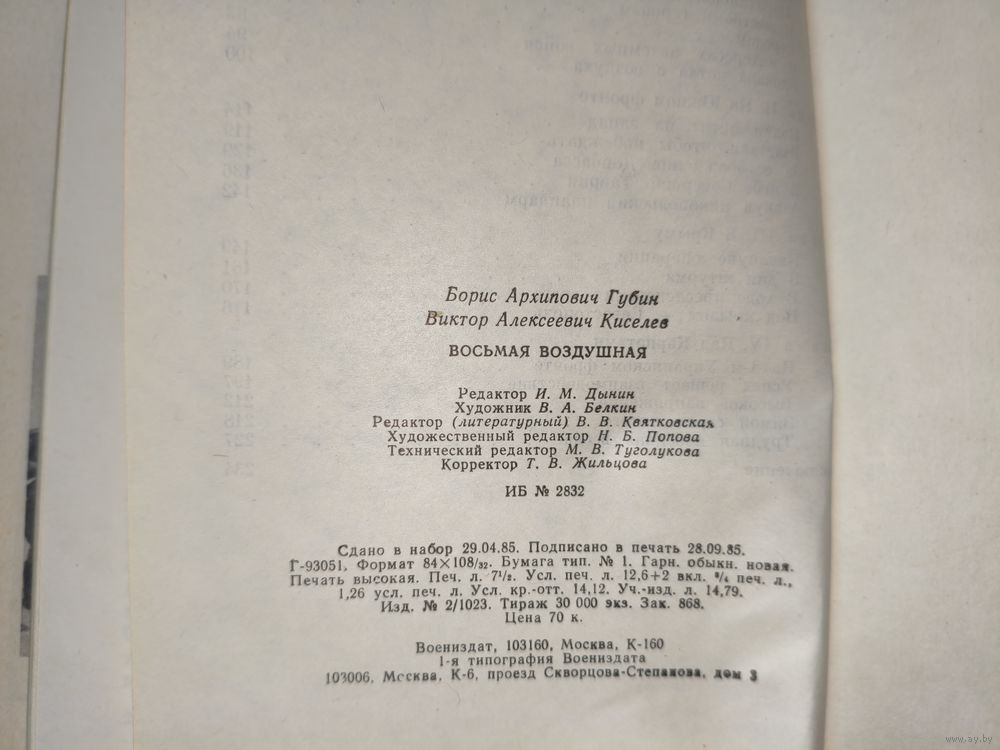 Борис Архипович Губин
Виктор Алексеевич Киселев
ВОСЬМАЯ ВОЗДУШНАЯ
Редактор И. М. Дынин
Художник В. А. Белкин
Редактор (литературный) В. В. Квятковская
Художественный редактор Н. Б. Попова
Технический редактор М. В. Туголукова
Корректор Т. В. Жильцова
ИБ № 2832
Сдано в набор 29.04.85. Подписано в печать 28.09.85.
Г-93051. Формат 84×108/32. Бумага тип. № 1. Гарн. обыкн. новая.
Печать высокая. Печ. л. 7 1/2. Усл. печ. л. 12,6+2 вкл. 3/4 печ. л.,
1,26 усл. печ. л. Усл. кр.-отт. 14,12. Уч.-изд. л. 14,79.
Изд. № 2/1023. Тираж 30 000 экз. Зак. 868.
Цена 70 к.
Воениздат, 103160, Москва, К-160
1-я типография Воениздата
103006, Москва, К-6, проезд Скворцова-Степанова, дом 3
www.ay.by